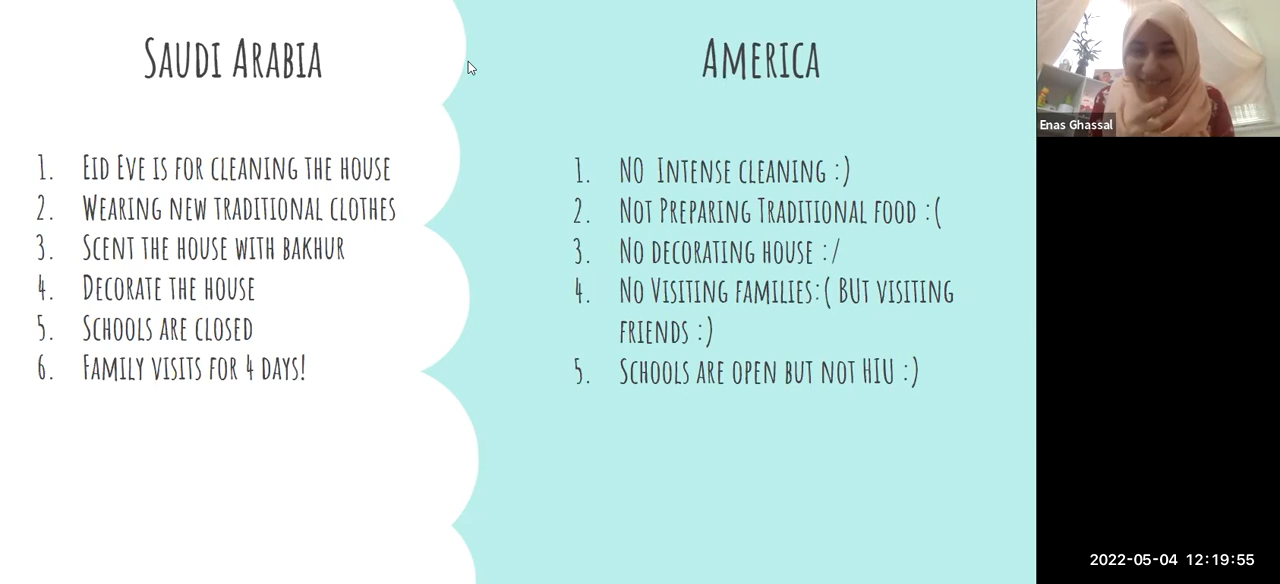 SAUDI ARABIA
1. EID EVE IS FOR CLEANING THE HOUSE
2. WEARING NEW TRADITIONAL CLOTHES
3. SCENT THE HOUSE WITH BAKHUR
4. DECORATE THE HOUSE
5. SCHOOLS ARE CLOSED
6. FAMILY VISITS FOR 4 DAYS!
AMERICA
1. NO INTENSE CLEANING :)
2. NOT PREPARING TRADITIONAL FOOD :(
3. NO DECORATING HOUSE :/
4. NO VISITING FAMILIES:( BUT VISITING
FRIENDS :)
5. SCHOOLS ARE OPEN BUT NOT HIU :)
Enas Ghassal
2022-05-04 12:19:55